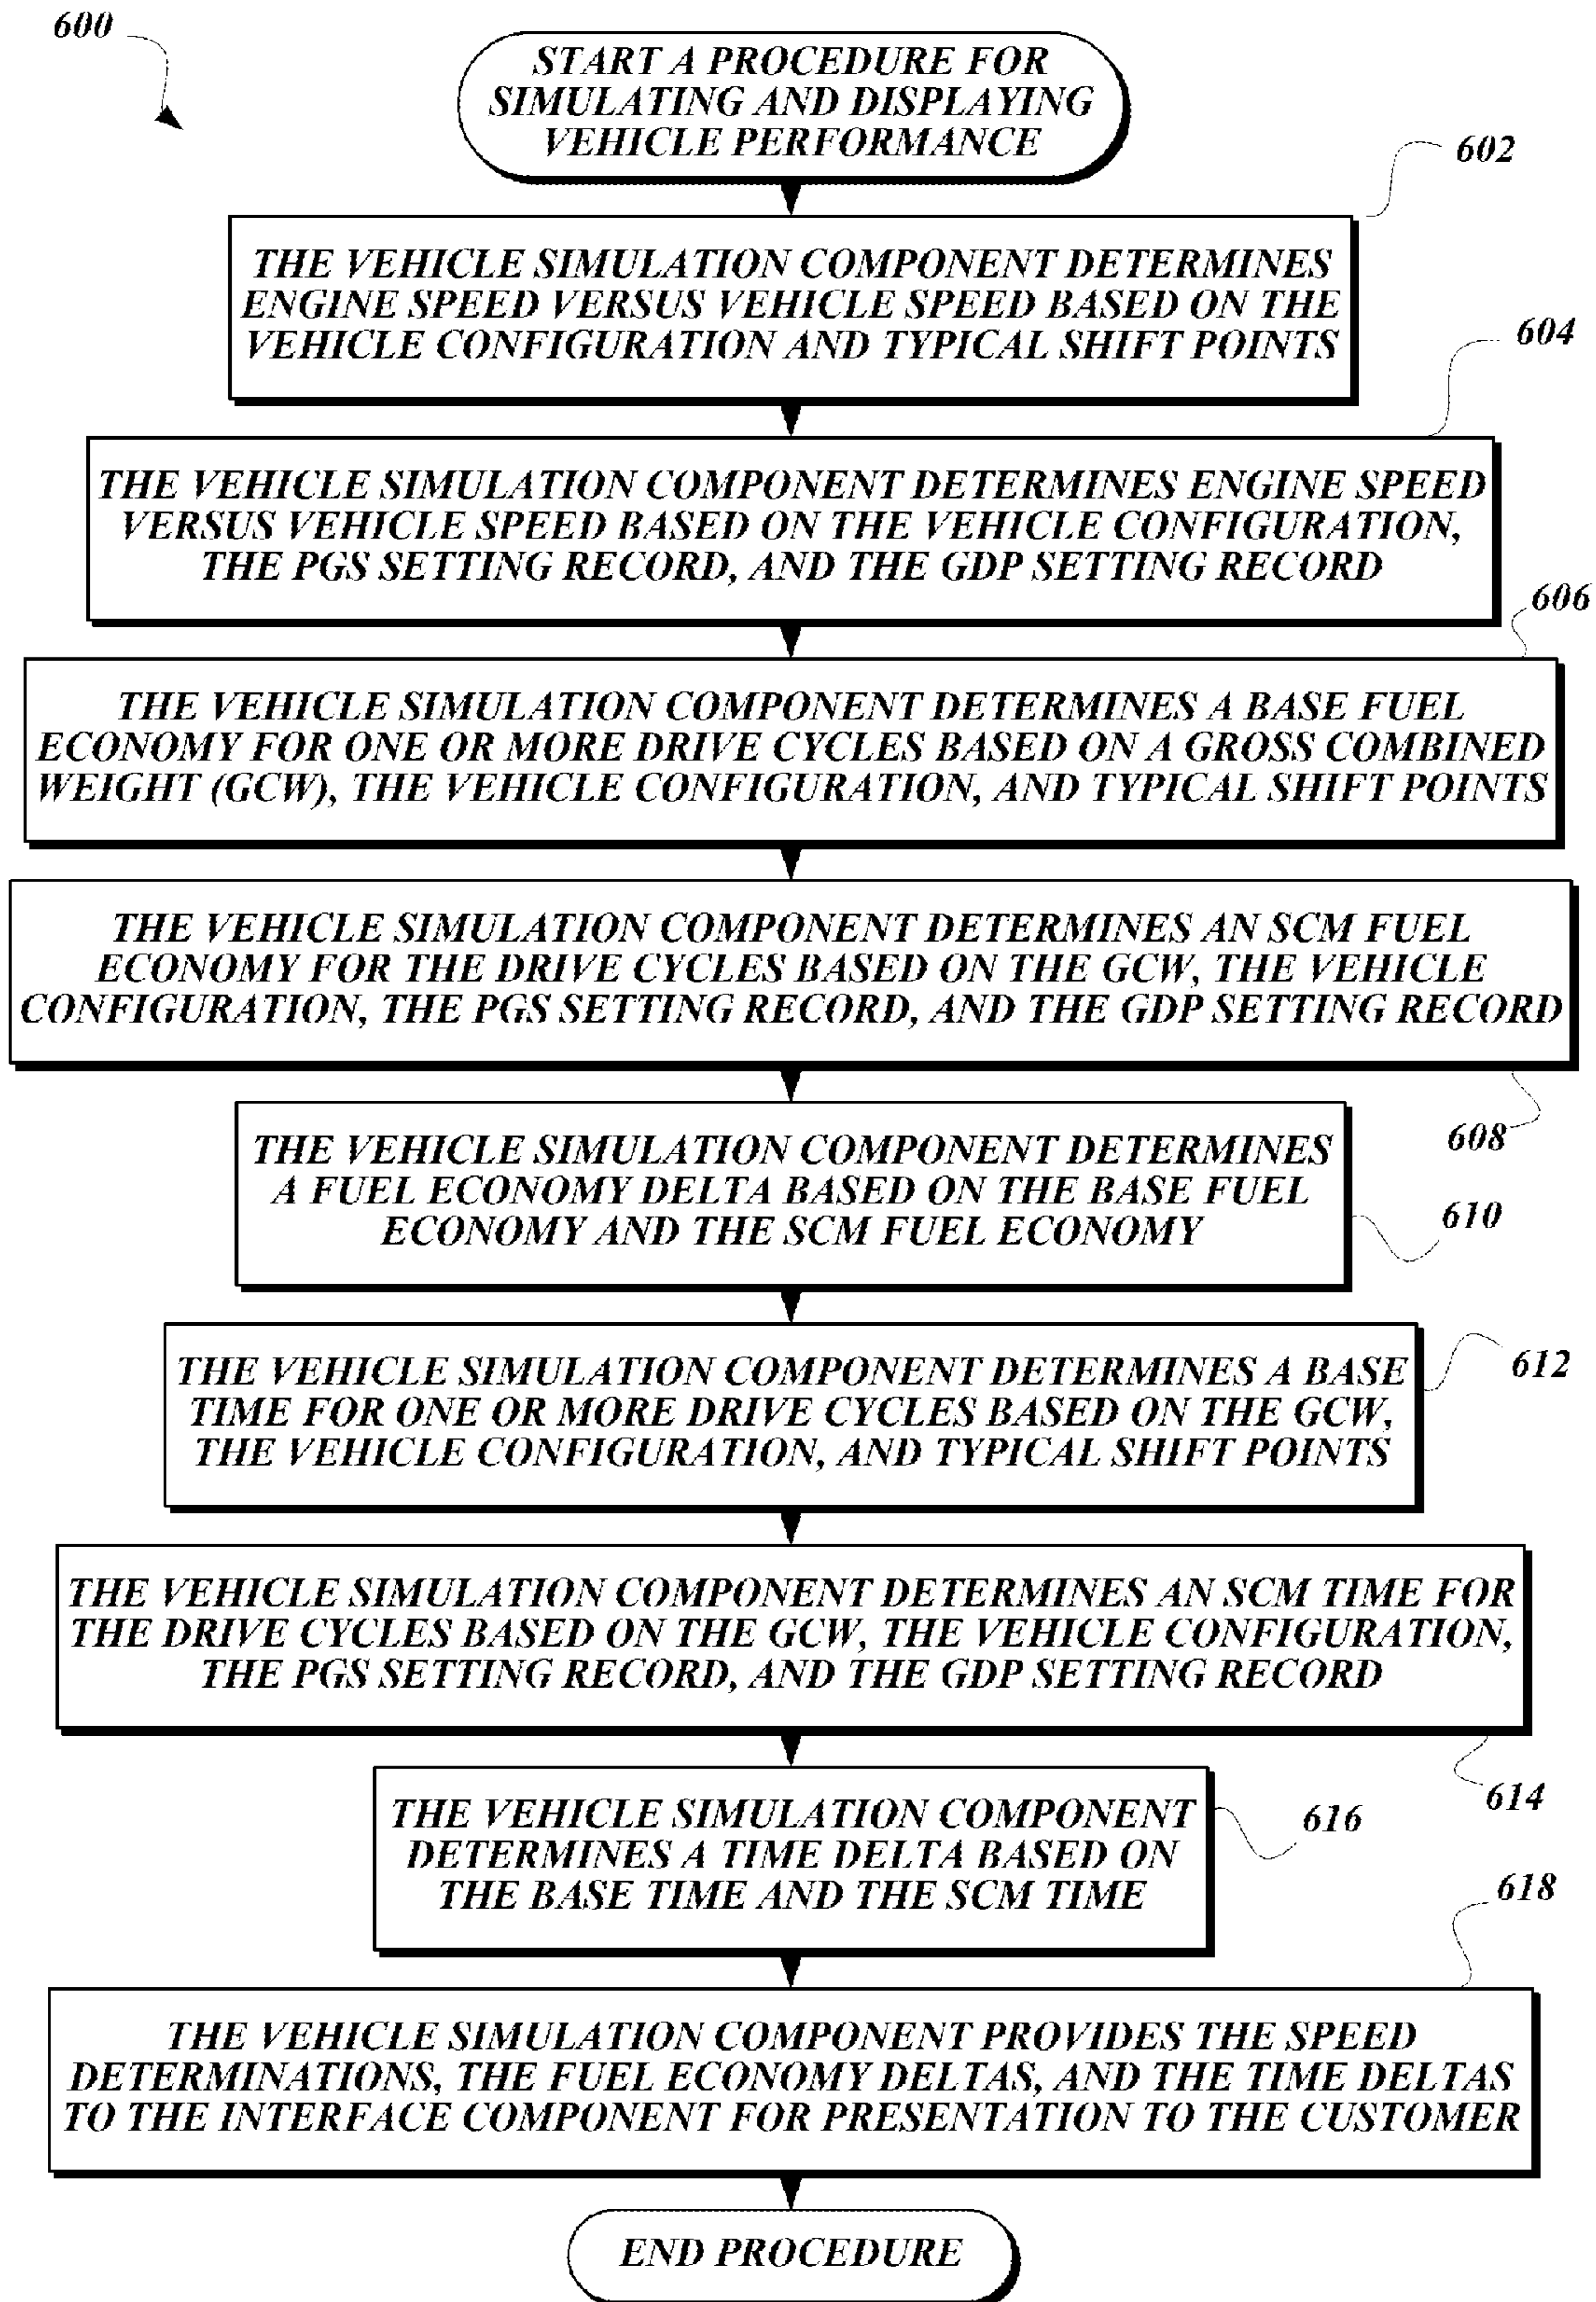 600
START A PROCEDURE FOR
SIMULATING AND DISPLAYING
VEHICLE PERFORMANCE
602
THE VEHICLE SIMULATION COMPONENT DETERMINES
ENGINE SPEED VERSUS VEHICLE SPEED BASED ON THE
VEHICLE CONFIGURATION AND TYPICAL SHIFT POINTS
604
THE VEHICLE SIMULATION COMPONENT DETERMINES ENGINE SPEED
VERSUS VEHICLE SPEED BASED ON THE VEHICLE CONFIGURATION,
THE PGS SETTING RECORD, AND THE GDP SETTING RECORD
606
THE VEHICLE SIMULATION COMPONENT DETERMINES A BASE FUEL
ECONOMY FOR ONE OR MORE DRIVE CYCLES BASED ON A GROSS COMBINED
WEIGHT (GCW), THE VEHICLE CONFIGURATION, AND TYPICAL SHIFT POINTS
THE VEHICLE SIMULATION COMPONENT DETERMINES AN SCM FUEL
ECONOMY FOR THE DRIVE CYCLES BASED ON THE GCW, THE VEHICLE
CONFIGURATION, THE PGS SETTING RECORD, AND THE GDP SETTING RECORD
608
THE VEHICLE SIMULATION COMPONENT DETERMINES
A FUEL ECONOMY DELTA BASED ON THE BASE FUEL
ECONOMY AND THE SCM FUEL ECONOMY
610
THE VEHICLE SIMULATION COMPONENT DETERMINES A BASE
TIME FOR ONE OR MORE DRIVE CYCLES BASED ON THE GCW,
THE VEHICLE CONFIGURATION, AND TYPICAL SHIFT POINTS
612
THE VEHICLE SIMULATION COMPONENT DETERMINES AN SCM TIME FOR
THE DRIVE CYCLES BASED ON THE GCW, THE VEHICLE CONFIGURATION,
THE PGS SETTING RECORD, AND THE GDP SETTING RECORD
614
THE VEHICLE SIMULATION COMPONENT
DETERMINES A TIME DELTA BASED ON
THE BASE TIME AND THE SCM TIME
616
618
THE VEHICLE SIMULATION COMPONENT PROVIDES THE SPEED
DETERMINATIONS, THE FUEL ECONOMY DELTAS, AND THE TIME DELTAS
TO THE INTERFACE COMPONENT FOR PRESENTATION TO THE CUSTOMER
END PROCEDURE